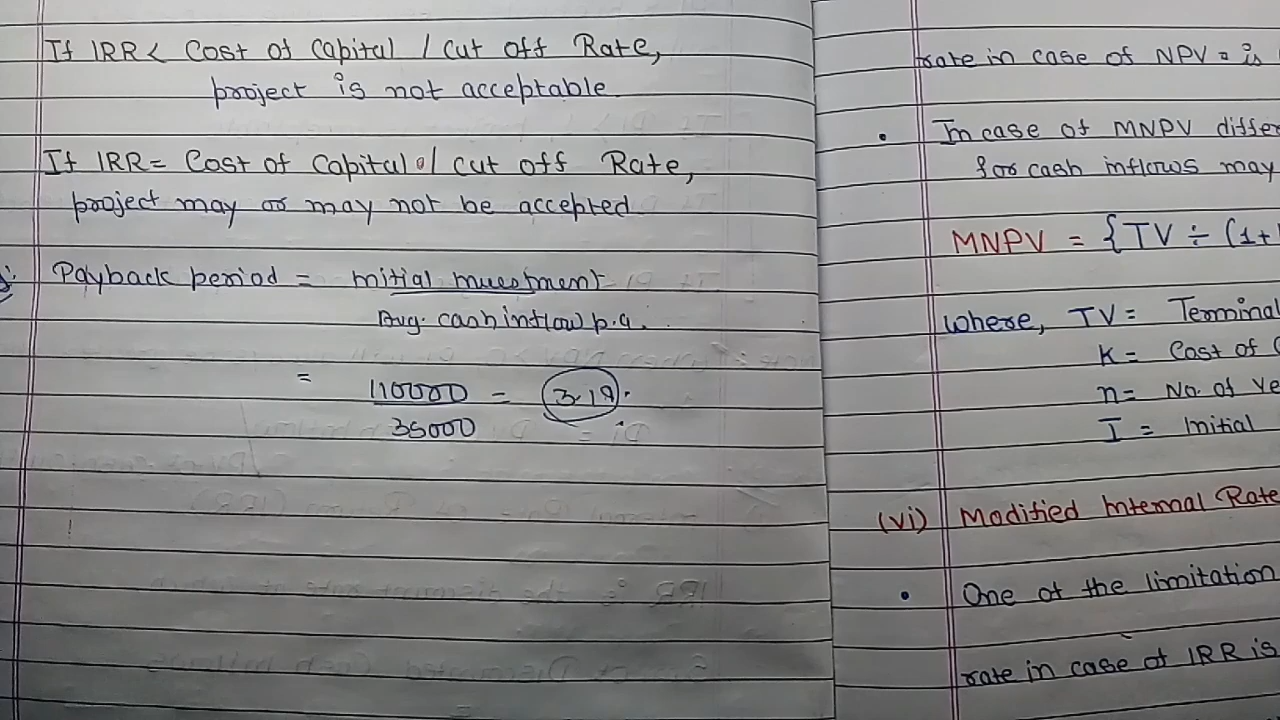 If IRR < Cost of Capital / Cut off Rate,
project is not acceptable.
If IRR = Cost of Capital / cut off Rate,
project may or may not be accepted
Payback period = Initial Investment
Avg. cash inflow p.a.
= 110000 = 3.19.
35000
rate in case of NPV is
• In case of MNPV differ
for cash inflows may
MNPV = {TV ÷ (1+
where, TV = Terminal
K = Cost of C
n = No. of Ye
I = Initial
(vi) Modified Internal Rate
• One of the limitation
rate in case of IRR is